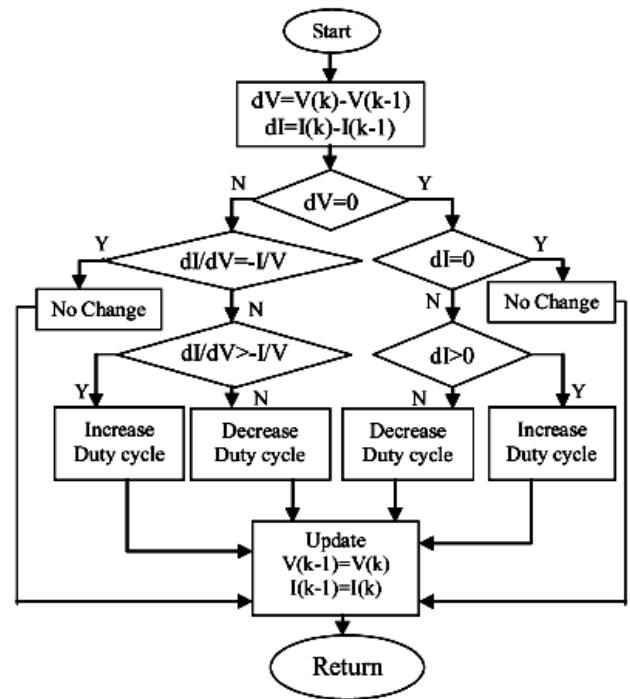 Start
dV=V(k)-V(k-1)
dI=I(k)-I(k-1)
N
Y
dV=0
Y
dI/dV=-I/V
dI=0
Y
No Change
N
N
No Change
dI/dV>-I/V
dI>0
Y
N
N
Y
Increase
Duty cycle
Decrease
Duty cycle
Decrease
Duty cycle
Increase
Duty cycle
Update
V(k-1)=V(k)
I(k-1)=I(k)
Return